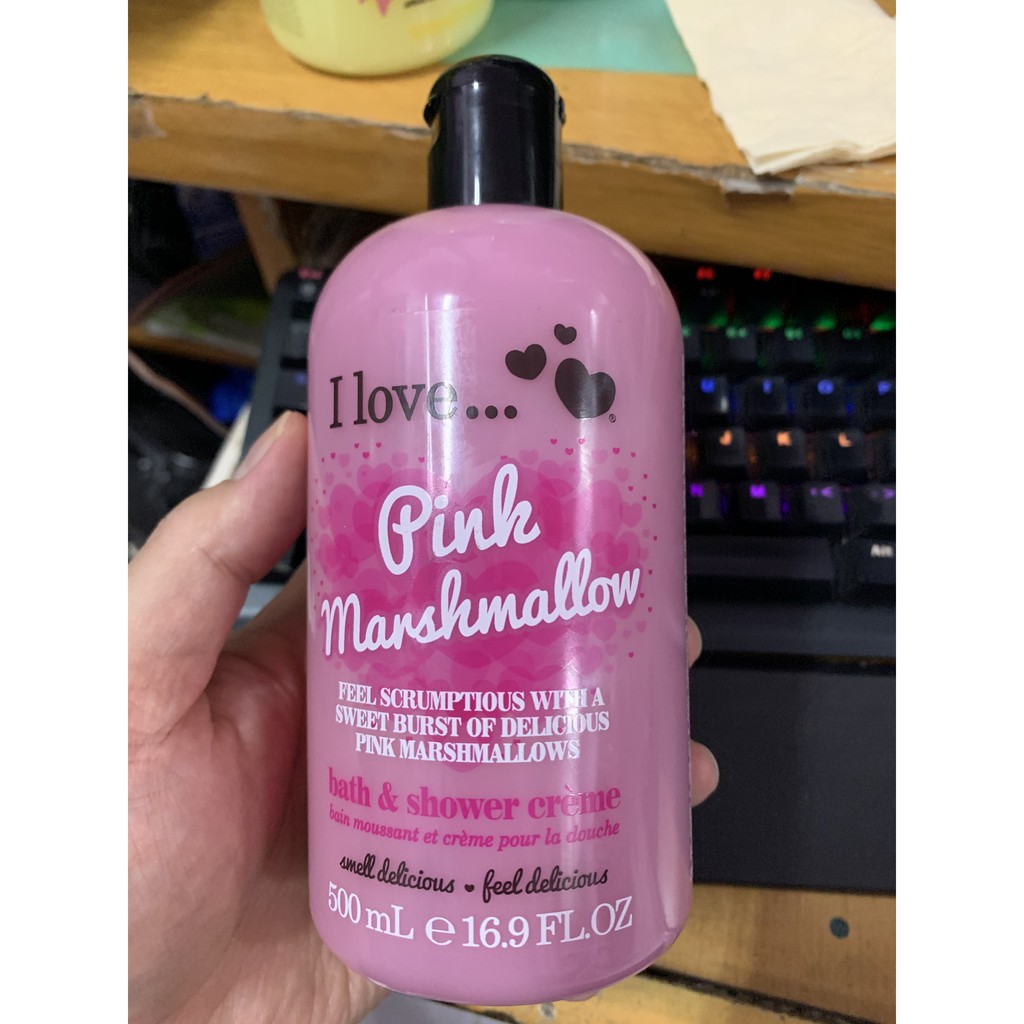 I love...
®
Pink
Marshmallow
FEEL SCRUMPTIOUS WITH A
SWEET BURST OF DELICIOUS
PINK MARSHMALLOWS
bath & shower crème
bain moussant et crème pour la douche
smell delicious ♥ feel delicious
500 mL ℮ 16.9 FL.OZ
Alt